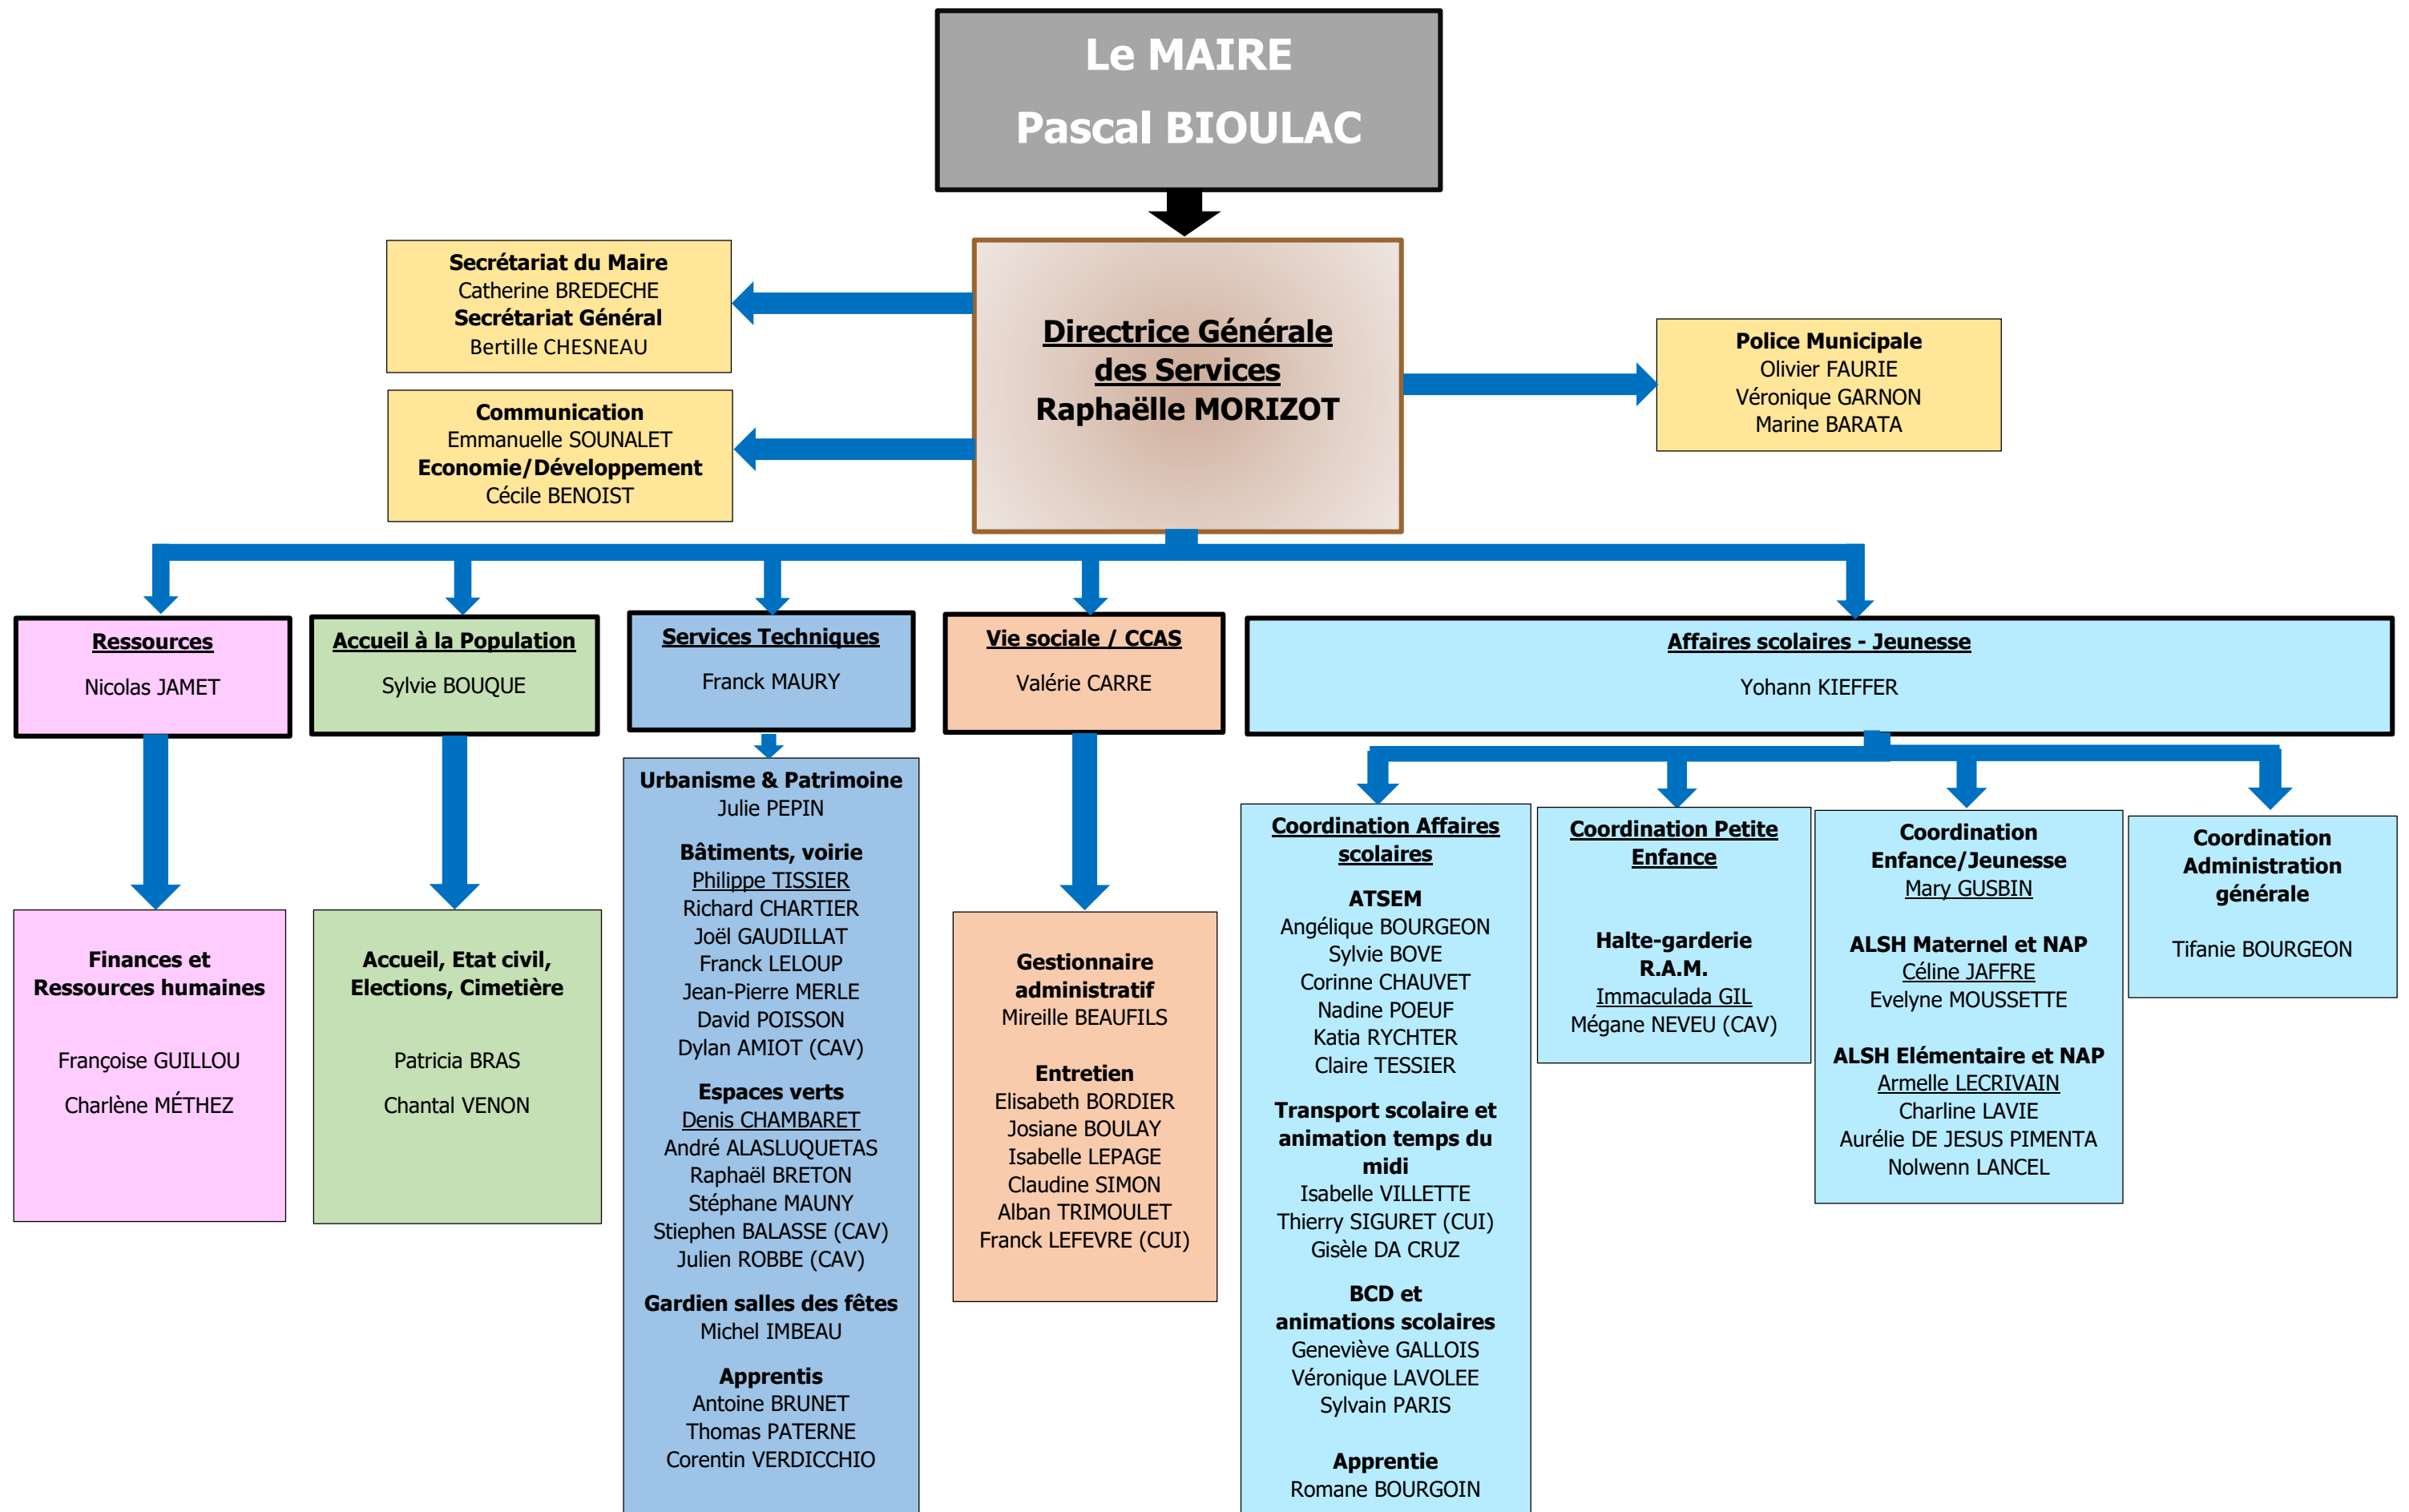 Le MAIRE
Pascal BIOULAC
Secrétariat du Maire
Catherine BREDECHE
Secrétariat Général
Bertille CHESNEAU
Communication
Emmanuelle SOUNALET
Economie/Développement
Cécile BENOIST
Directrice Générale
des Services
Raphaëlle MORIZOT
Police Municipale
Olivier FAURIE
Véronique GARNON
Marine BARATA
Ressources
Nicolas JAMET
Accueil à la Population
Sylvie BOUQUE
Services Techniques
Franck MAURY
Vie sociale / CCAS
Valérie CARRE
Affaires scolaires - Jeunesse
Yohann KIEFFER
Finances et
Ressources humaines
Françoise GUILLOU
Charlène MÉTHEZ
Accueil, Etat civil,
Elections, Cimetière
Patricia BRAS
Chantal VENON
Urbanisme & Patrimoine
Julie PEPIN
Bâtiments, voirie
Philippe TISSIER
Richard CHARTIER
Joël GAUDILLAT
Franck LELOUP
Jean-Pierre MERLE
David POISSON
Dylan AMIOT (CAV)
Espaces verts
Denis CHAMBARET
André ALASLUQUETAS
Raphaël BRETON
Stéphane MAUNY
Stiephen BALASSE (CAV)
Julien ROBBE (CAV)
Gardien salles des fêtes
Michel IMBEAU
Apprentis
Antoine BRUNET
Thomas PATERNE
Corentin VERDICCHIO
Gestionnaire
administratif
Mireille BEAUFILS
Entretien
Elisabeth BORDIER
Josiane BOULAY
Isabelle LEPAGE
Claudine SIMON
Alban TRIMOULET
Franck LEFEVRE (CUI)
Coordination Affaires
scolaires
ATSEM
Angélique BOURGEON
Sylvie BOVE
Corinne CHAUVET
Nadine POEUF
Katia RYCHTER
Claire TESSIER
Transport scolaire et
animation temps du
midi
Isabelle VILLETTE
Thierry SIGURET (CUI)
Gisèle DA CRUZ
BCD et
animations scolaires
Geneviève GALLOIS
Véronique LAVOLEE
Sylvain PARIS
Apprentie
Romane BOURGOIN
Coordination Petite
Enfance
Halte-garderie
R.A.M.
Immaculada GIL
Mégane NEVEU (CAV)
Coordination
Enfance/Jeunesse
Mary GUSBIN
ALSH Maternel et NAP
Céline JAFFRE
Evelyne MOUSSETTE
ALSH Elémentaire et NAP
Armelle LECRIVAIN
Charline LAVIE
Aurélie DE JESUS PIMENTA
Nolwenn LANCEL
Coordination
Administration
générale
Tifanie BOURGEON